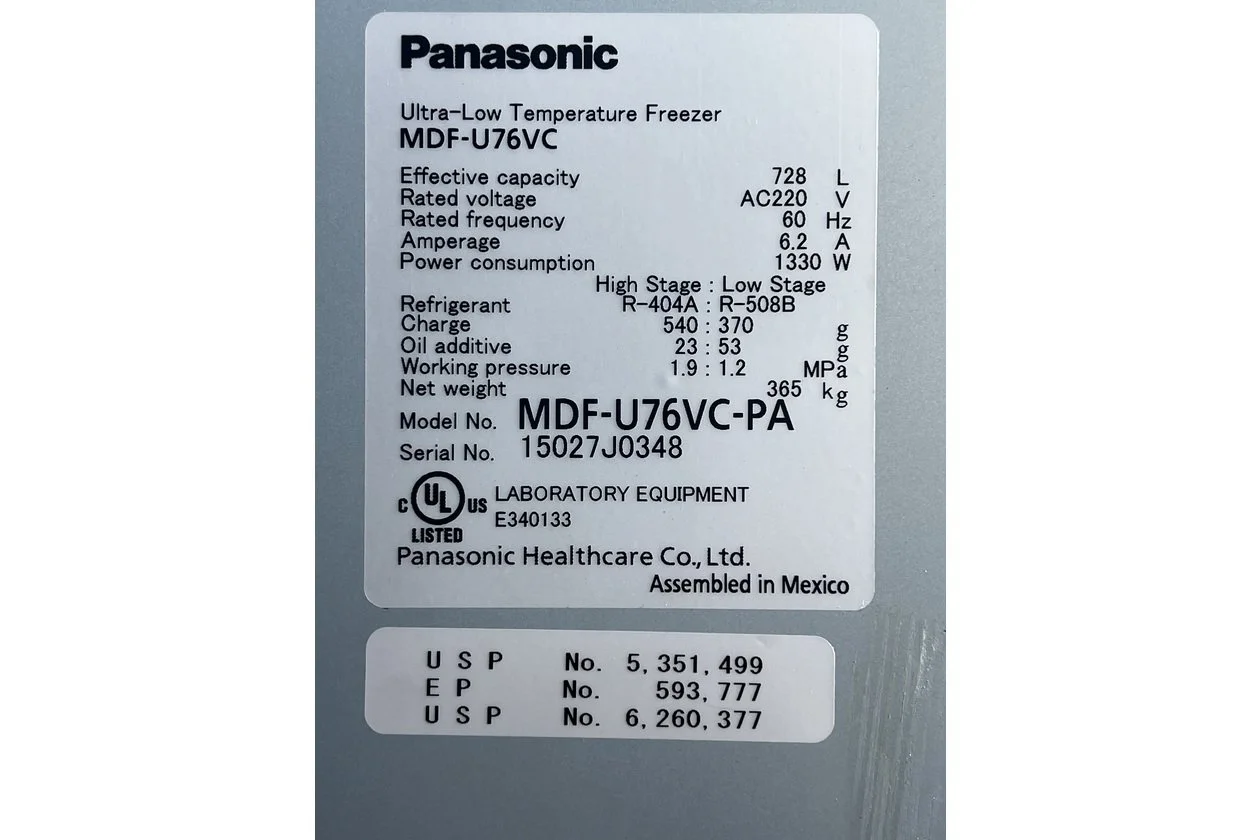 Panasonic
Ultra-Low Temperature Freezer
MDF-U76VC
Effective capacity 728 L
Rated voltage AC220 V
Rated frequency 60 Hz
Amperage 6.2 A
Power consumption 1330 W
High Stage : Low Stage
Refrigerant R-404A : R-508B
Charge 540 : 370 g
Oil additive 23 : 53 g
Working pressure 1.9 : 1.2 MPa
Net weight 365 kg
Model No. MDF-U76VC-PA
Serial No. 15027J0348
C UL US LABORATORY EQUIPMENT
E340133
LISTED
Panasonic Healthcare Co., Ltd.
Assembled in Mexico
USP No. 5,351,499
EP No. 593,777
USP No. 6,260,377